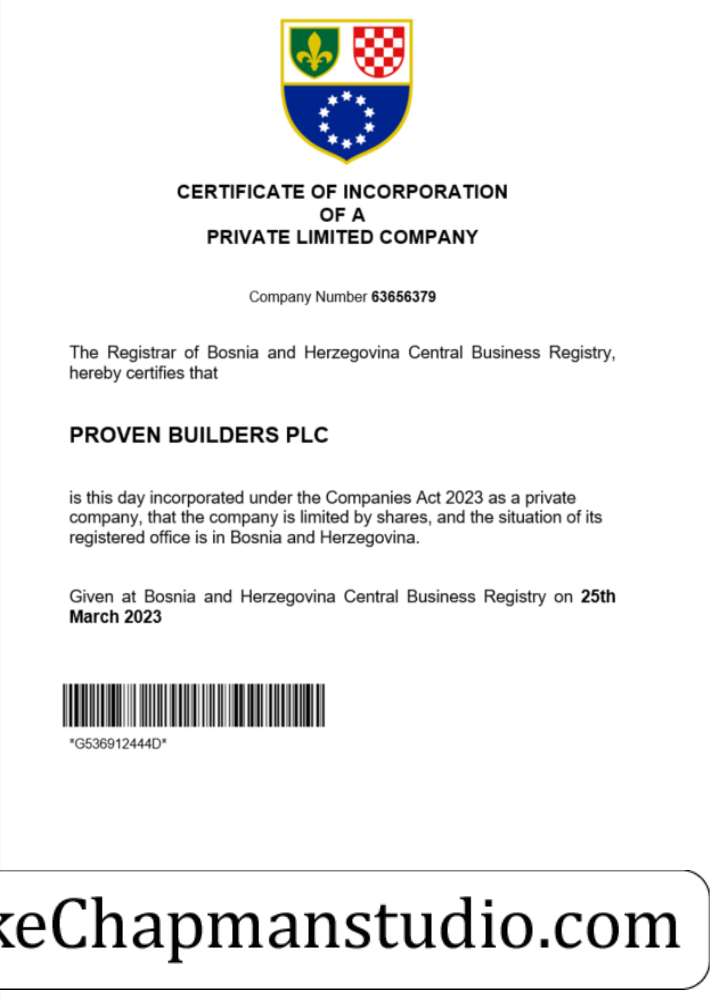 CERTIFICATE OF INCORPORATION
OF A
PRIVATE LIMITED COMPANY
Company Number 63656379
The Registrar of Bosnia and Herzegovina Central Business Registry,
hereby certifies that
PROVEN BUILDERS PLC
is this day incorporated under the Companies Act 2023 as a private
company, that the company is limited by shares, and the situation of its
registered office is in Bosnia and Herzegovina.
Given at Bosnia and Herzegovina Central Business Registry on 25th
March 2023
*G536912444D*
keChapmanstudio.com